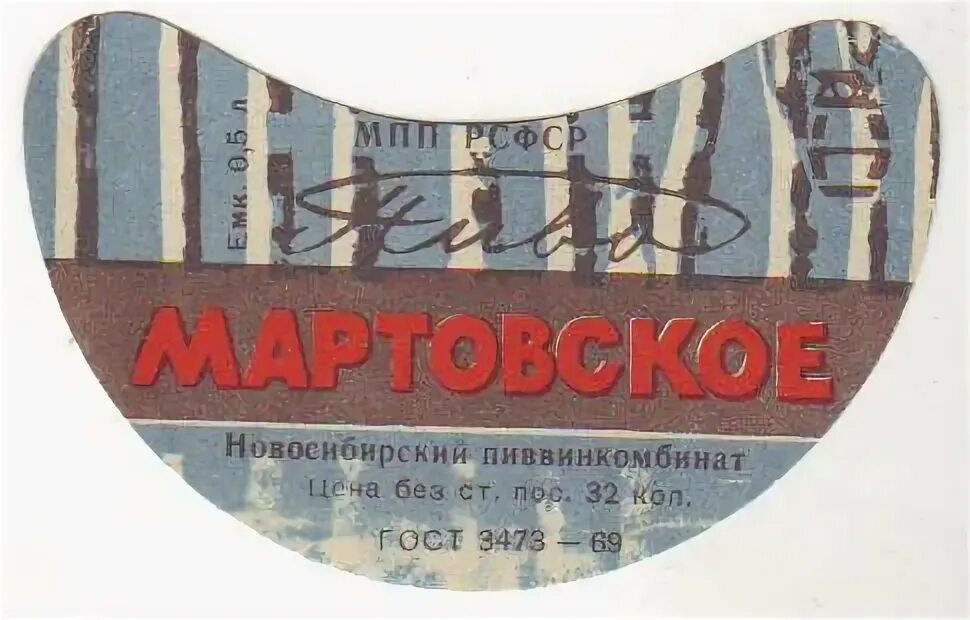 Емк. 0,5 л
МПП РСФСР
Пиво
МАРТОВСКОЕ
Новосибирский пиввинкомбинат
Цена без ст. пос. 32 коп.
ГОСТ 3473 — 69